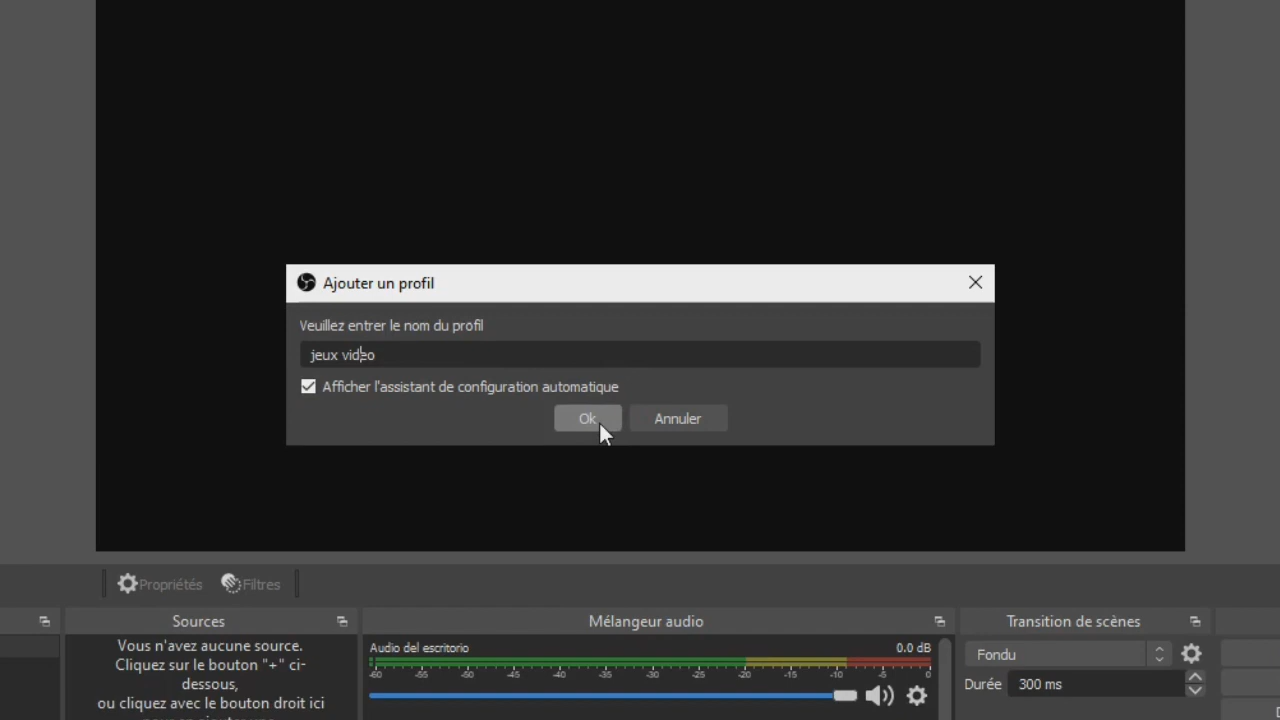 Ajouter un profil
Veuillez entrer le nom du profil
jeux video
Afficher l'assistant de configuration automatique
Ok
Annuler
Propriétés
Filtres
Sources
Mélangeur audio
Transition de scènes
Vous n'avez aucune source.
Cliquez sur le bouton "+" ci-
dessous,
ou cliquez avec le bouton droit ici
Audio del escritorio
0.0 dB
-60 -55 -50 -45 -40 -35 -30 -25 -20 -15 -10 -5 0
Fondu
Durée
300 ms